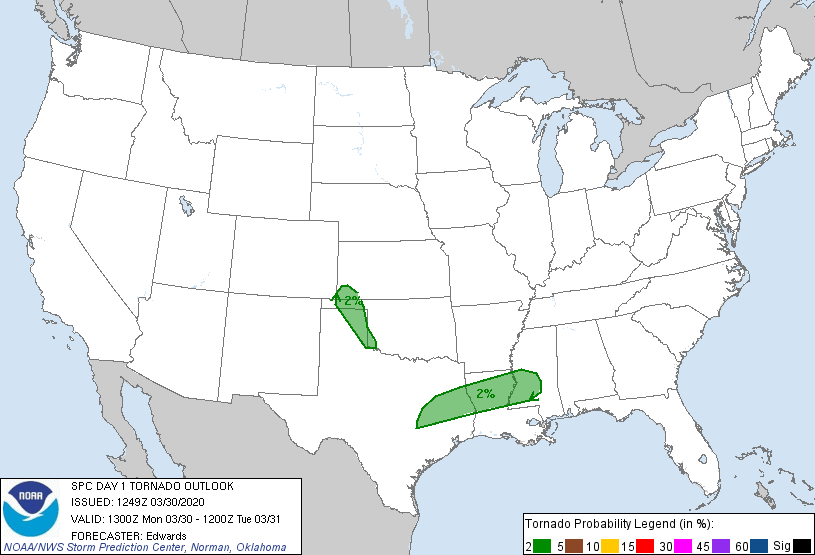 2%
2%
NOAA
SPC DAY 1 TORNADO OUTLOOK
ISSUED: 1249Z 03/30/2020
VALID: 1300Z Mon 03/30 - 1200Z Tue 03/31
FORECASTER: Edwards
NOAA/NWS Storm Prediction Center, Norman, Oklahoma
Tornado Probability Legend (in %):
2 5 10 15 30 45 60 Sig